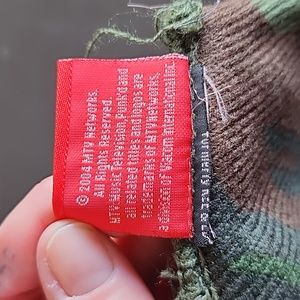 © 2004 MTV Networks.
All Rights Reserved.
MTV Music Television, Punk'd and
all related titles and logos are
trademarks of MTV Networks,
a division of Viacom International Inc.